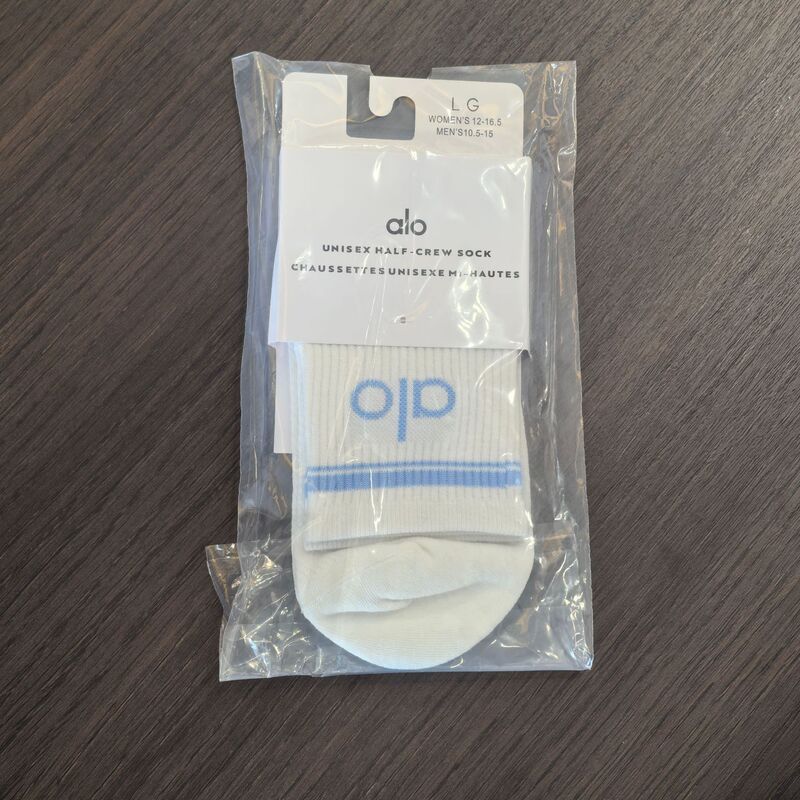 L G
WOMEN'S 12-16.5
MEN'S10.5-15
alo
UNISEX HALF-CREW SOCK
CHAUSSETTES UNISEXE MI-HAUTES
alo